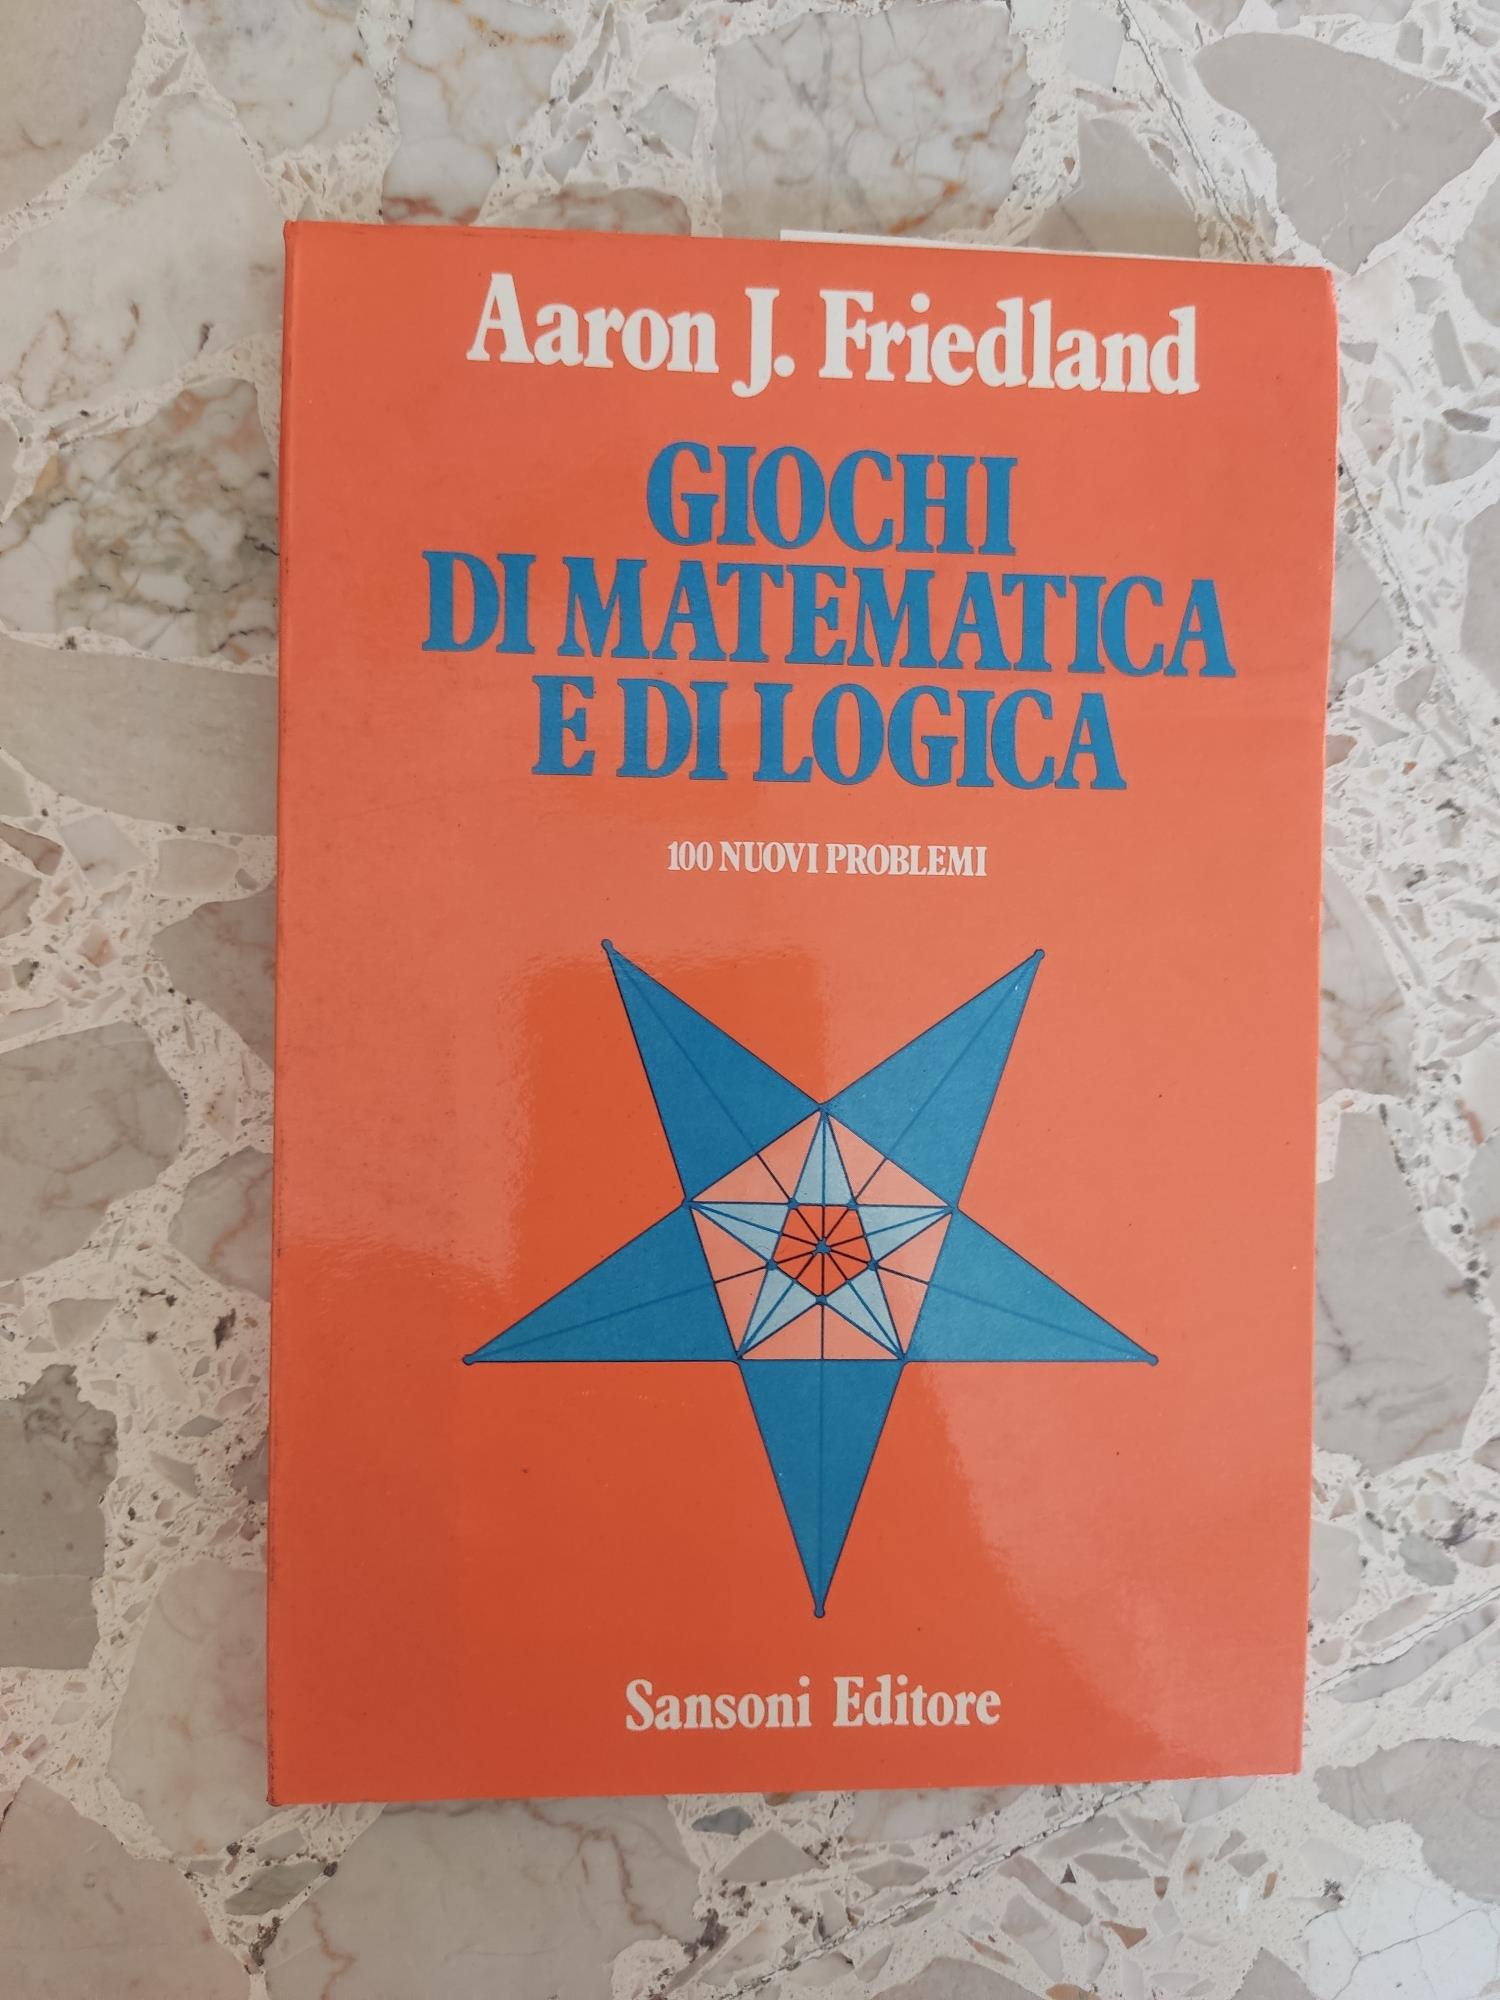 Aaron J. Friedland
GIOCHI
DI MATEMATICA
E DI LOGICA
100 NUOVI PROBLEMI
Sansoni Editore